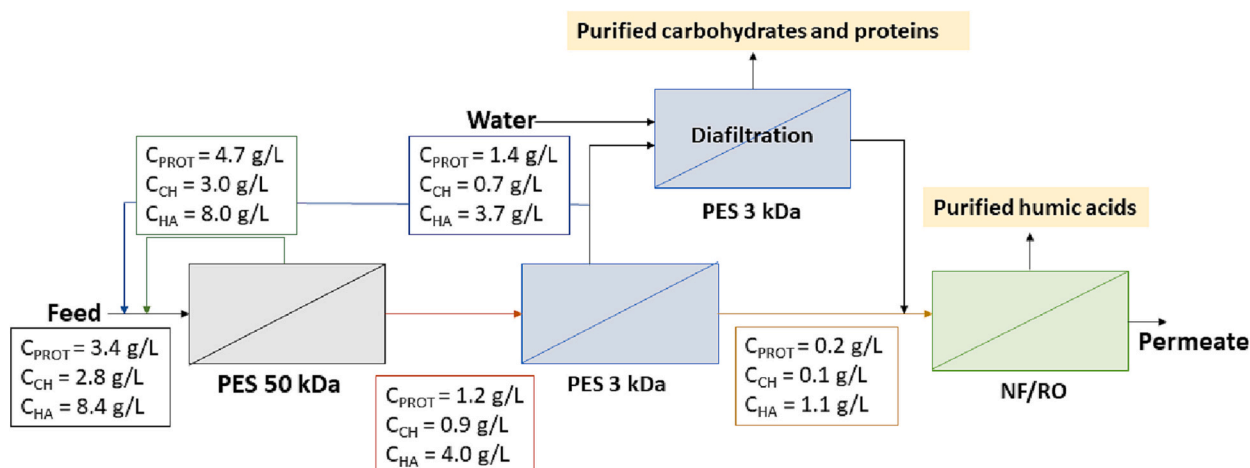 Purified carbohydrates and proteins
Water
Diafiltration
PES 3 kDa
C_PROT = 4.7 g/L
C_CH = 3.0 g/L
C_HA = 8.0 g/L
C_PROT = 1.4 g/L
C_CH = 0.7 g/L
C_HA = 3.7 g/L
Purified humic acids
Feed
C_PROT = 3.4 g/L
C_CH = 2.8 g/L
C_HA = 8.4 g/L
PES 50 kDa
C_PROT = 1.2 g/L
C_CH = 0.9 g/L
C_HA = 4.0 g/L
PES 3 kDa
C_PROT = 0.2 g/L
C_CH = 0.1 g/L
C_HA = 1.1 g/L
NF/RO
Permeate